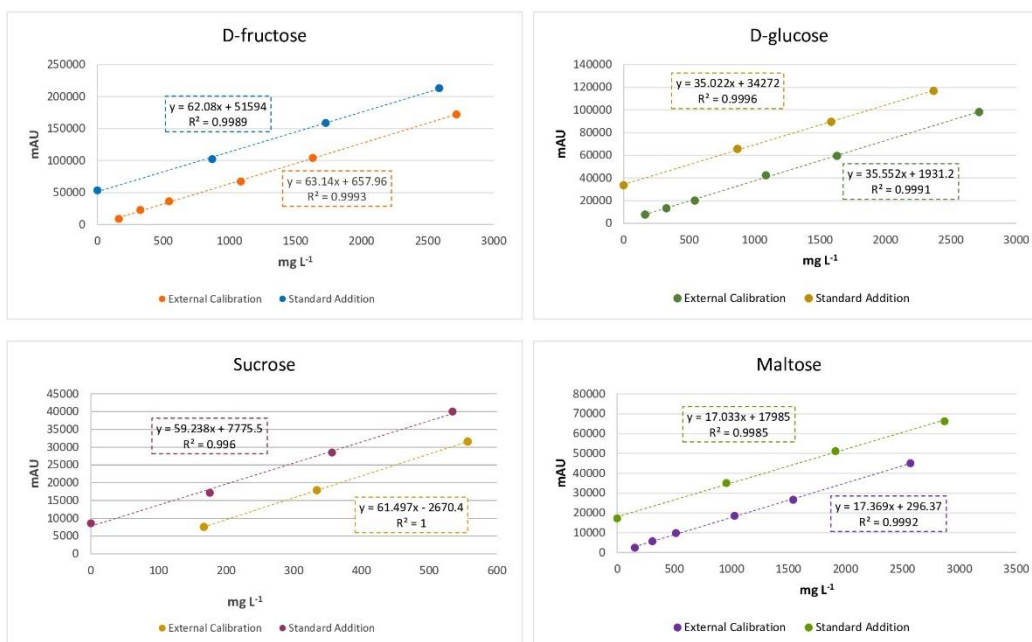 D-fructose
250000
200000
150000
100000
50000
0
mAU
y = 62.08x + 51594
R² = 0.9989
y = 63.14x + 657.96
R² = 0.9993
0 500 1000 1500 2000 2500 3000
mg L⁻¹
External Calibration Standard Addition
D-glucose
140000
120000
100000
80000
60000
40000
20000
0
mAU
y = 35.022x + 34272
R² = 0.9996
y = 35.552x + 1931.2
R² = 0.9991
0 500 1000 1500 2000 2500 3000
mg L⁻¹
External Calibration Standard Addition
Sucrose
45000
40000
35000
30000
25000
20000
15000
10000
5000
0
mAU
y = 59.238x + 7775.5
R² = 0.996
y = 61.497x - 2670.4
R² = 1
0 100 200 300 400 500 600
mg L⁻¹
External Calibration Standard Addition
Maltose
80000
70000
60000
50000
40000
30000
20000
10000
0
mAU
y = 17.033x + 17985
R² = 0.9985
y = 17.369x + 296.37
R² = 0.9992
0 500 1000 1500 2000 2500 3000 3500
mg L⁻¹
External Calibration Standard Addition